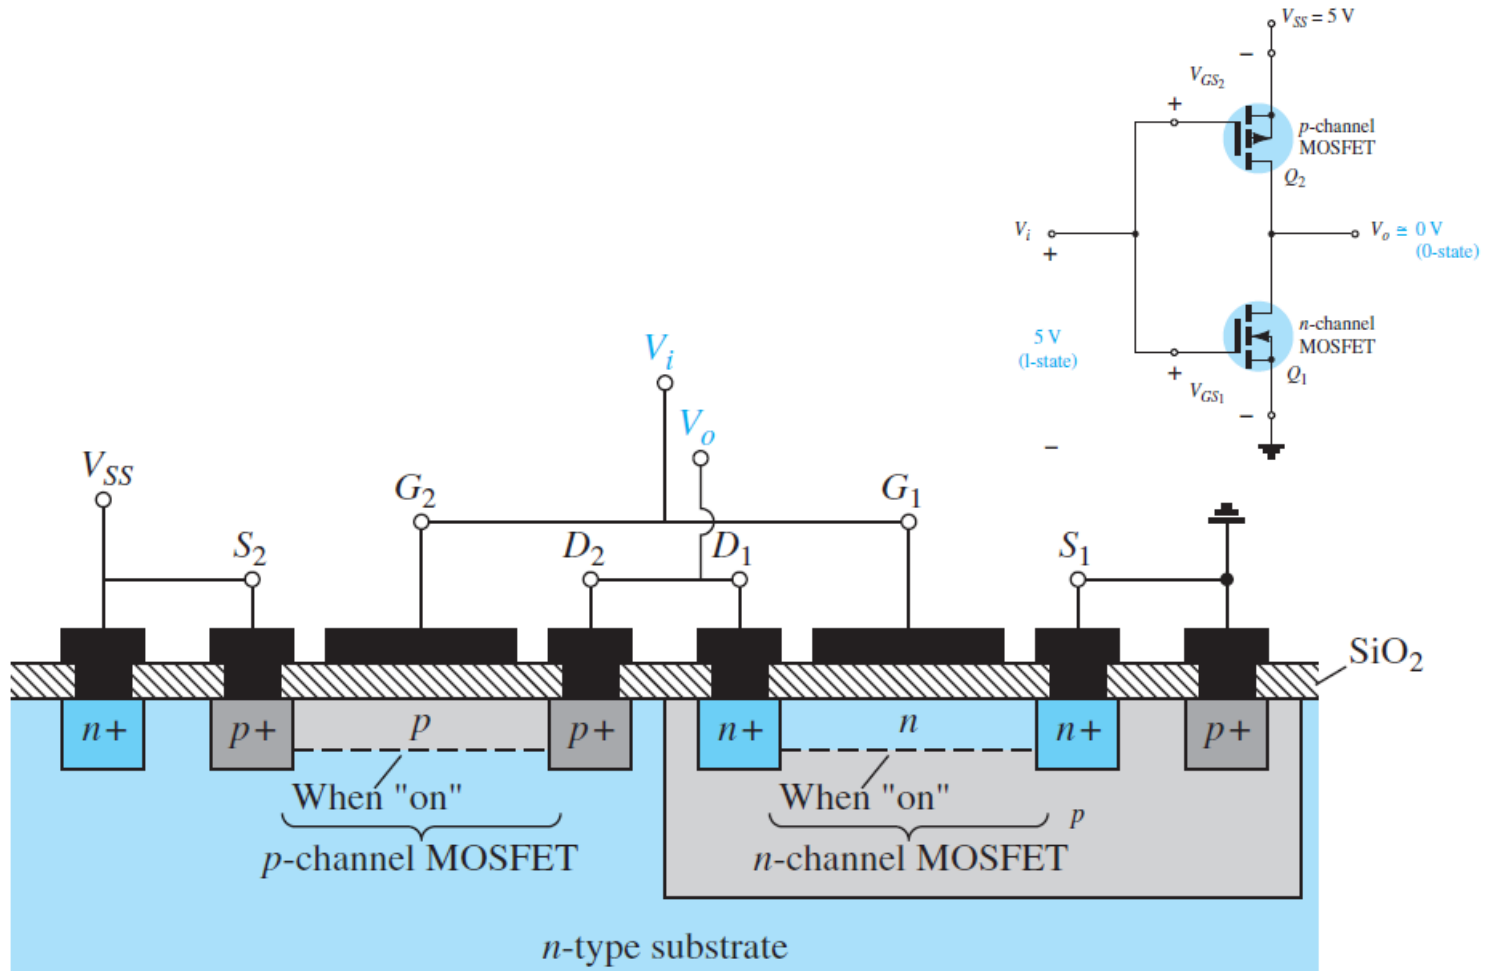 V_SS = 5 V
−
V_GS₂
+
p-channel
MOSFET
Q₂
V_i
+
V_o ≅ 0 V
(0-state)
5 V
(1-state)
n-channel
MOSFET
+
Q₁
V_GS₁
−
−
V_i
V_o
V_SS
G₂
G₁
S₂
D₂
D₁
S₁
SiO₂
n+
p+
p
p+
n+
n
n+
p+
When "on"
When "on"
p
p-channel MOSFET
n-channel MOSFET
n-type substrate